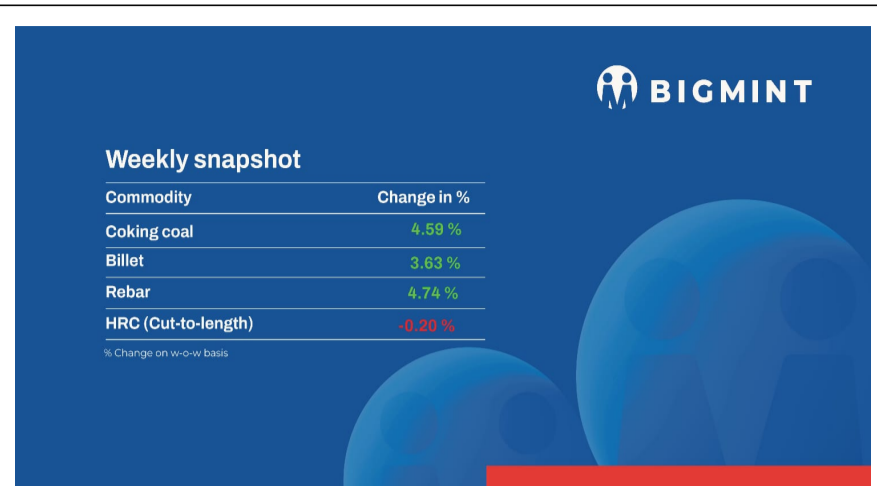 BIGMINT
Weekly snapshot
Commodity Change in %
Coking coal 4.59 %
Billet 3.63 %
Rebar 4.74 %
HRC (Cut-to-length) -0.20 %
% Change on w-o-w basis